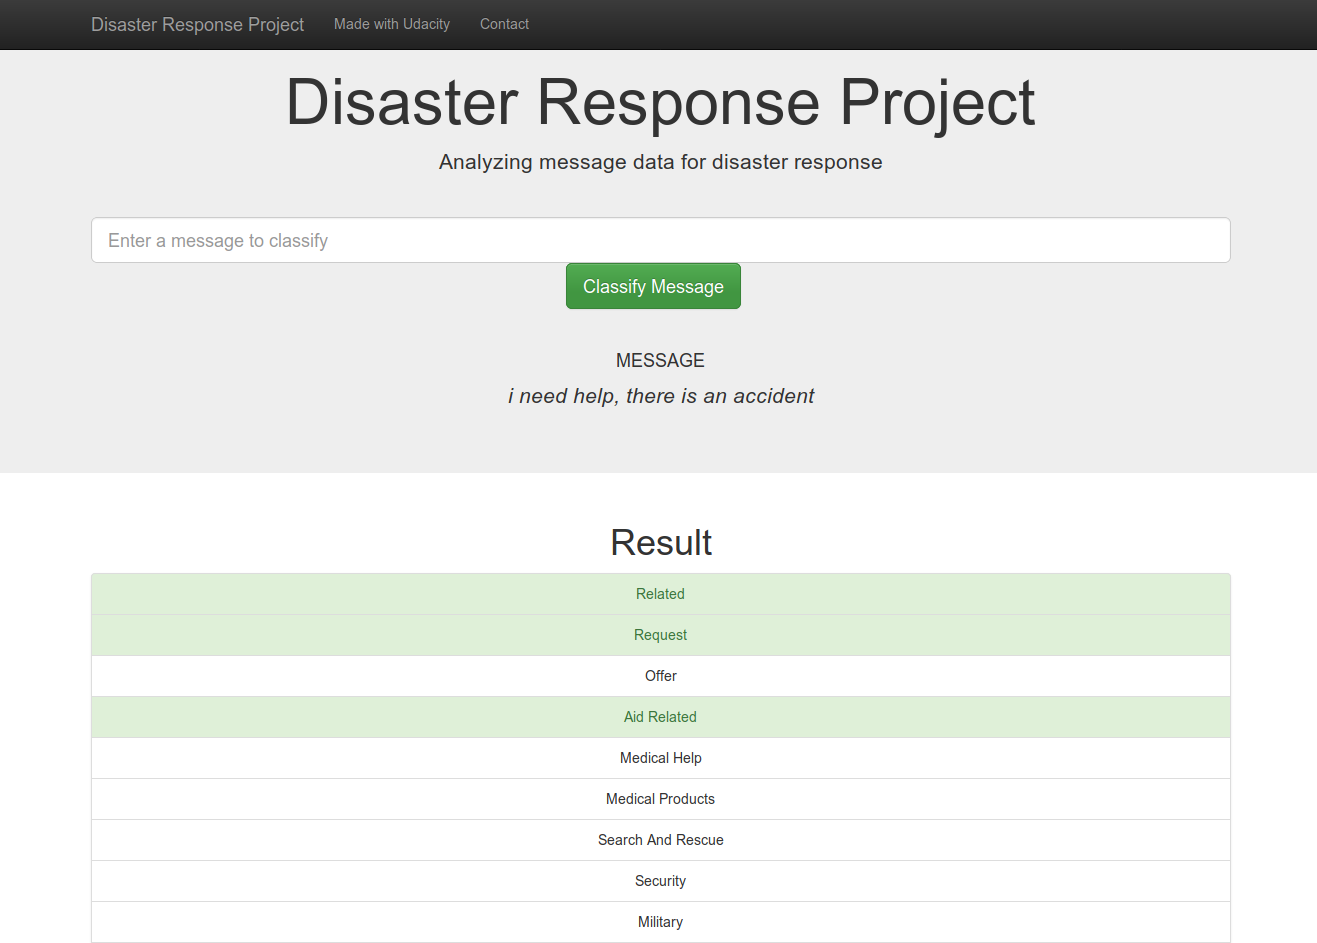 Disaster Response Project Made with Udacity Contact
Disaster Response Project
Analyzing message data for disaster response
Enter a message to classify
Classify Message
MESSAGE
i need help, there is an accident
Result
Related
Request
Offer
Aid Related
Medical Help
Medical Products
Search And Rescue
Security
Military